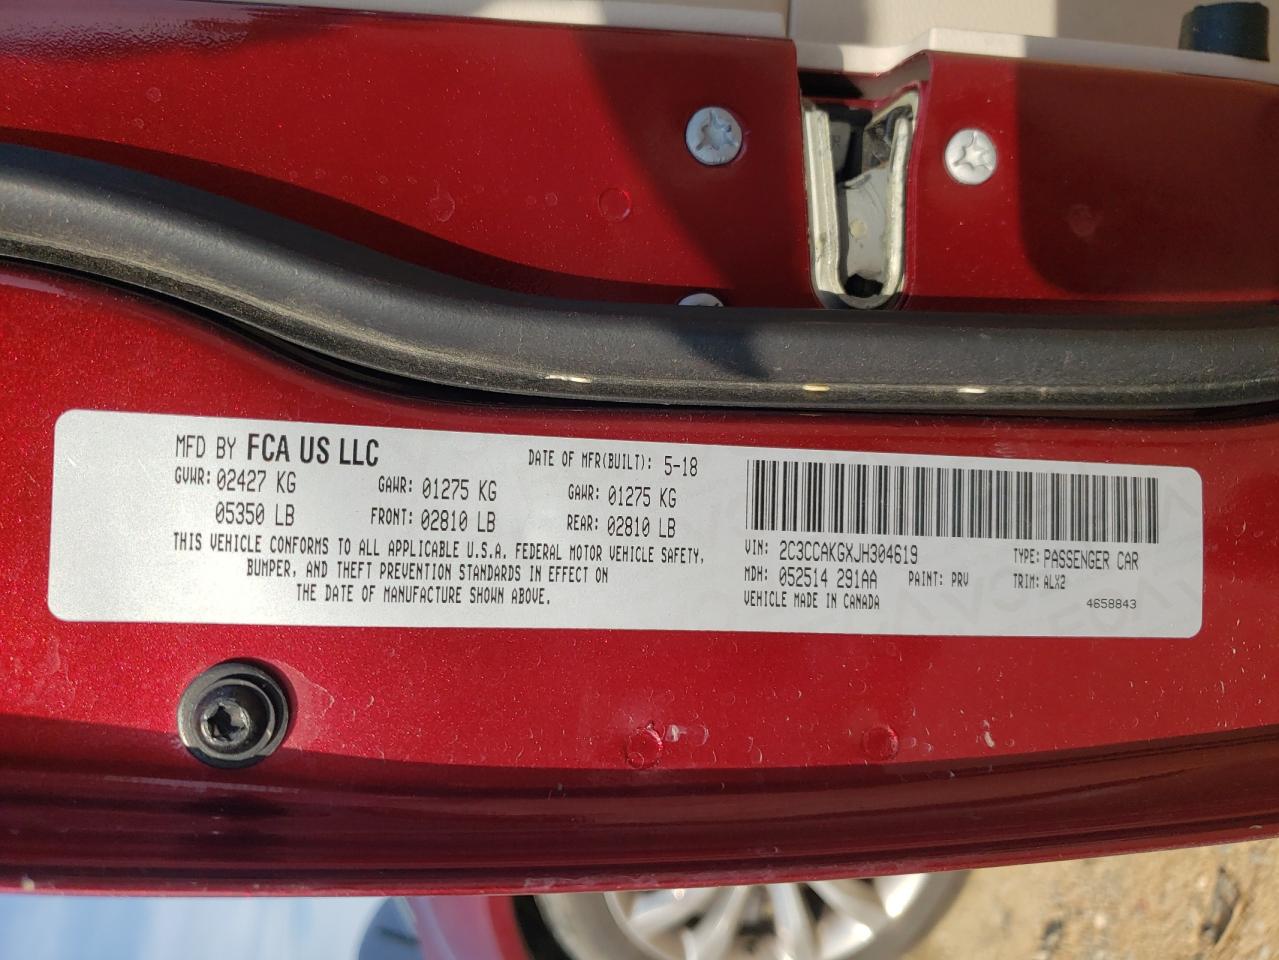 MFD BY FCA US LLC DATE OF MFR(BUILT): 5-18
GVWR: 02427 KG GAWR: 01275 KG GAWR: 01275 KG
05350 LB FRONT: 02810 LB REAR: 02810 LB
THIS VEHICLE CONFORMS TO ALL APPLICABLE U.S.A. FEDERAL MOTOR VEHICLE SAFETY,
BUMPER, AND THEFT PREVENTION STANDARDS IN EFFECT ON
THE DATE OF MANUFACTURE SHOWN ABOVE.
VIN: 2C3CCAKGXJH304619 TYPE: PASSENGER CAR
MDH: 052514 291AA PAINT: PRV TRIM: ALX2
VEHICLE MADE IN CANADA 4658843